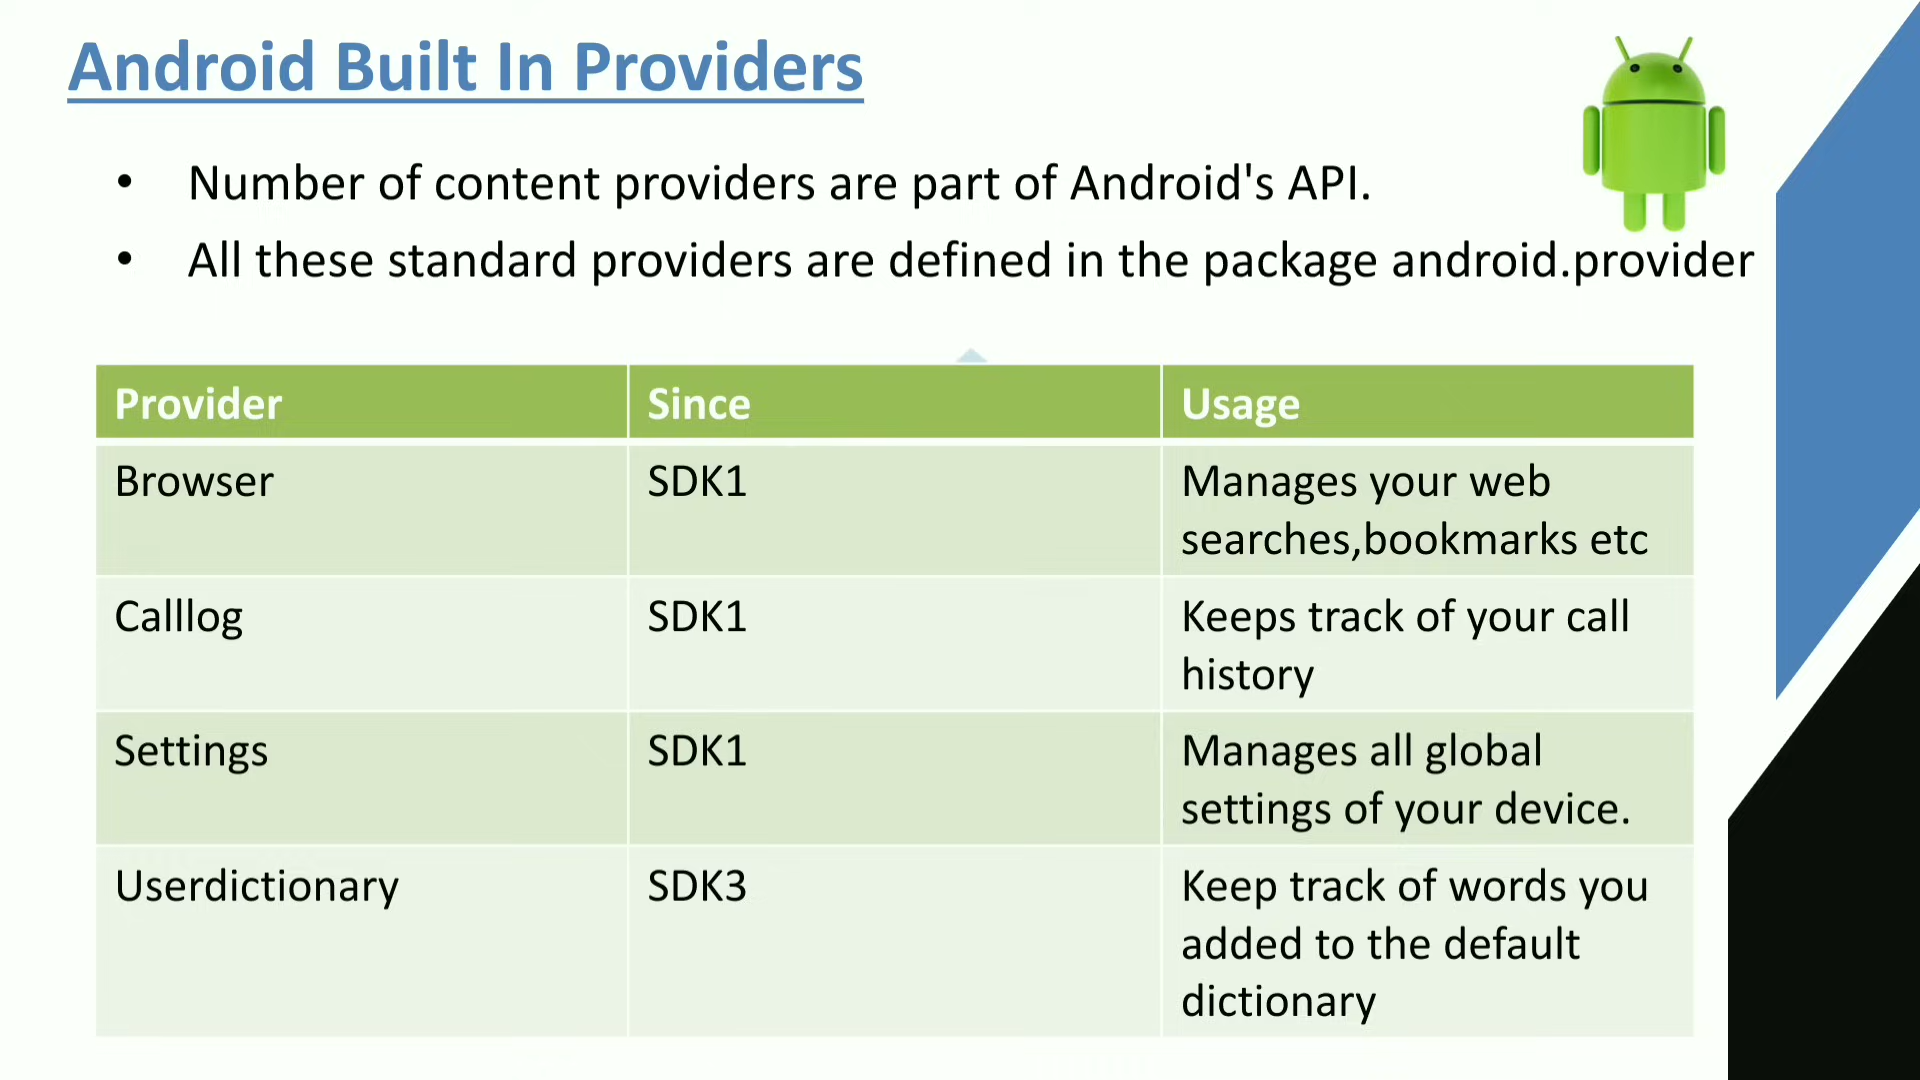 Android Built In Providers
• Number of content providers are part of Android's API.
• All these standard providers are defined in the package android.provider
Provider Since Usage
Browser SDK1 Manages your web
searches,bookmarks etc
Calllog SDK1 Keeps track of your call
history
Settings SDK1 Manages all global
settings of your device.
Userdictionary SDK3 Keep track of words you
added to the default
dictionary